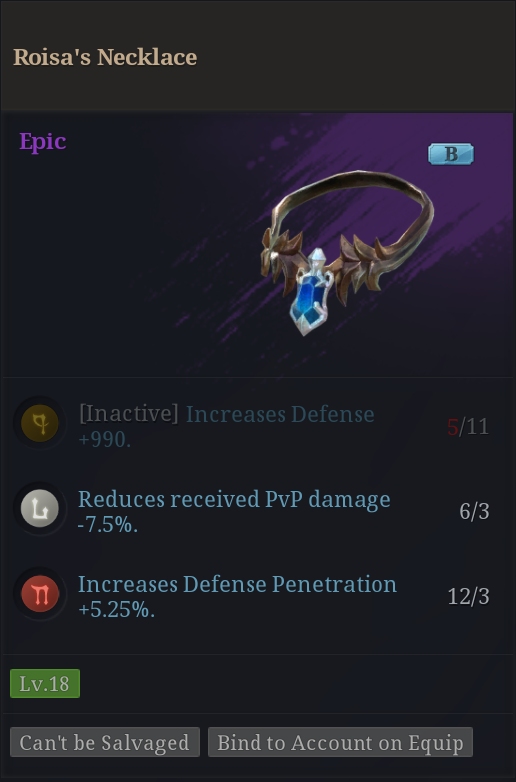 Roisa's Necklace
Epic
B
[Inactive] Increases Defense 5/11
+990.
Reduces received PvP damage 6/3
-7.5%.
Increases Defense Penetration 12/3
+5.25%.
Lv.18
Can't be Salvaged Bind to Account on Equip